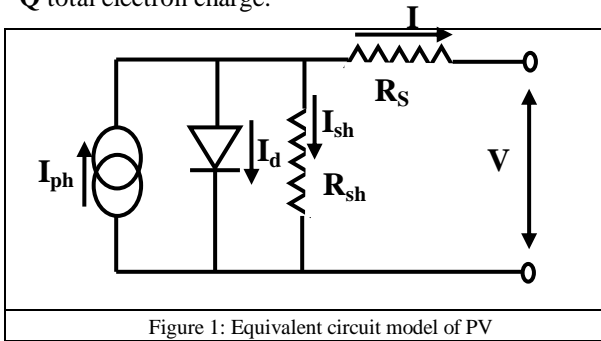 Q total electron charge.
I
R_S
I_sh
I_d
V
I_ph
R_sh
Figure 1: Equivalent circuit model of PV